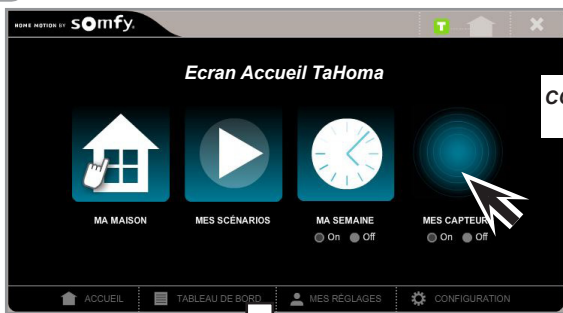 HOME MOTION BY somfy.
T
Ecran Accueil TaHoma
MA MAISON
MES SCÉNARIOS
MA SEMAINE
On Off
MES CAPTEUR
On Off
ACCUEIL
TABLEAU DE BORD
MES RÉGLAGES
CONFIGURATION